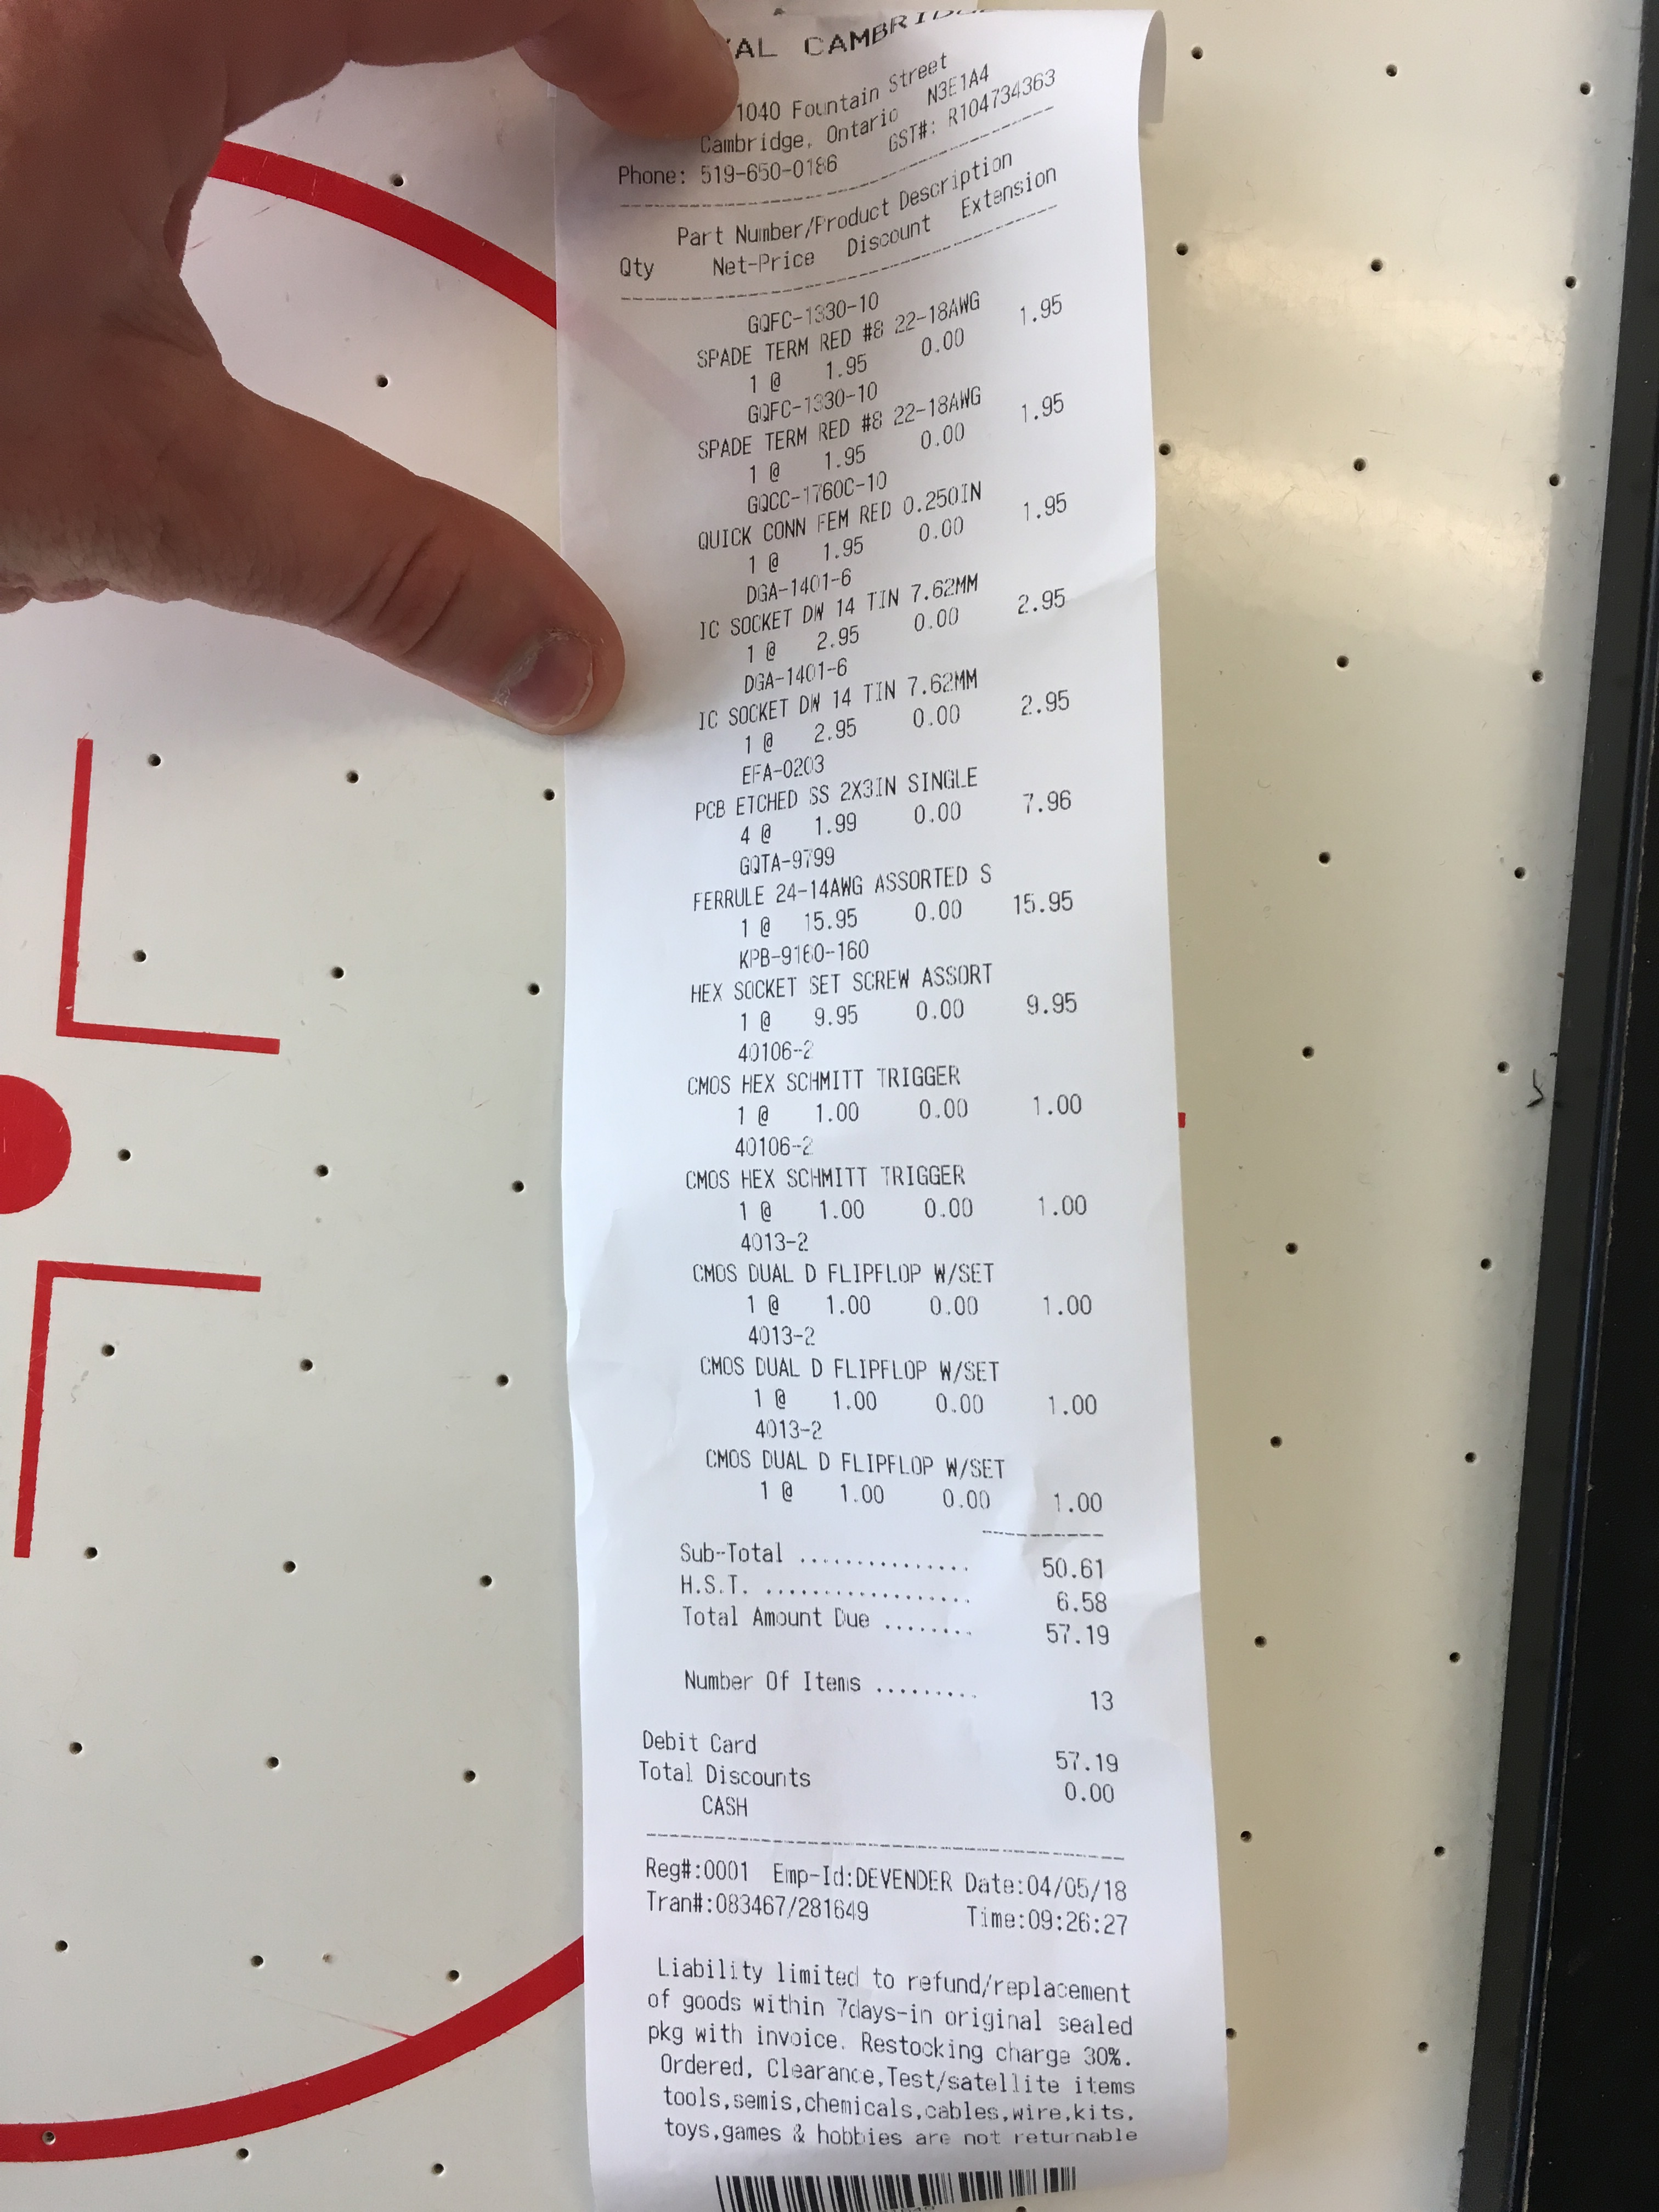 CAMBRIDGE
1040 Fountain Street
Cambridge, Ontario N3E1A4
Phone: 519-650-0186 GST#: R104734363
Part Number/Product Description
Qty Net-Price Discount Extension
GQFC-1330-10
SPADE TERM RED #8 22-18AWG
1 @ 1.95 0.00 1.95
GQFC-1330-10
SPADE TERM RED #8 22-18AWG
1 @ 1.95 0.00 1.95
GQCC-1760C-10
QUICK CONN FEM RED 0.250IN
1 @ 1.95 0.00 1.95
DGA-1401-6
IC SOCKET DW 14 TIN 7.62MM
1 @ 2.95 0.00 2.95
DGA-1401-6
IC SOCKET DW 14 TIN 7.62MM
1 @ 2.95 0.00 2.95
EFA-0203
PCB ETCHED SS 2X3IN SINGLE
4 @ 1.99 0.00 7.96
GQTA-9799
FERRULE 24-14AWG ASSORTED S
1 @ 15.95 0.00 15.95
KPB-9160-160
HEX SOCKET SET SCREW ASSORT
1 @ 9.95 0.00 9.95
40106-2
CMOS HEX SCHMITT TRIGGER
1 @ 1.00 0.00 1.00
40106-2
CMOS HEX SCHMITT TRIGGER
1 @ 1.00 0.00 1.00
4013-2
CMOS DUAL D FLIPFLOP W/SET
1 @ 1.00 0.00 1.00
4013-2
CMOS DUAL D FLIPFLOP W/SET
1 @ 1.00 0.00 1.00
4013-2
CMOS DUAL D FLIPFLOP W/SET
1 @ 1.00 0.00 1.00
Sub-Total ............... 50.61
H.S.T. .................. 6.58
Total Amount Due ........ 57.19
Number Of Items ......... 13
Debit Card 57.19
Total Discounts 0.00
CASH
Reg#:0001 Emp-Id:DEVENDER Date:04/05/18
Tran#:083467/281649 Time:09:26:27
Liability limited to refund/replacement
of goods within 7days-in original sealed
pkg with invoice. Restocking charge 30%.
Ordered, Clearance,Test/satellite items
tools,semis,chemicals,cables,wire,kits,
toys,games & hobbies are not returnable